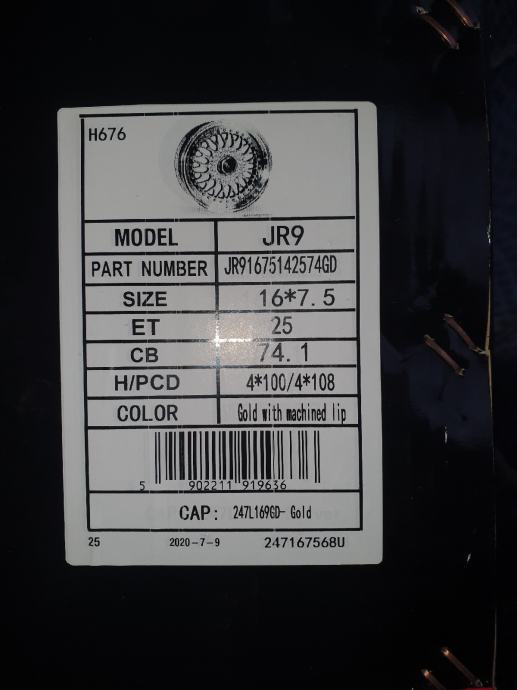 H676
MODEL JR9
PART NUMBER JR91675142574GD
SIZE 16*7.5
ET 25
CB 74.1
H/PCD 4*100/4*108
COLOR Gold with machined lip
5 902211 919636
CAP: 247L169GD- Gold
25 2020-7-9 247167568U